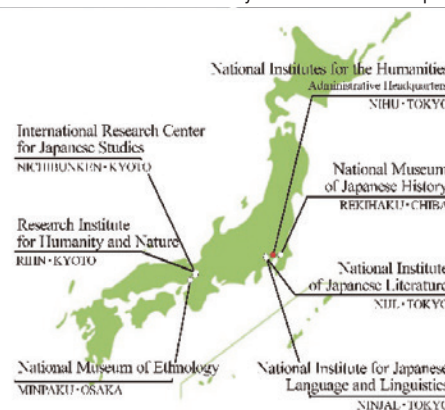 National Institutes for the Humanities
Administrative Headquarters
NIHU・TOKYO
International Research Center
for Japanese Studies
NICHIBUNKEN・KYOTO
National Museum
of Japanese History
REKIHAKU・CHIBA
Research Institute
for Humanity and Nature
RIHN・KYOTO
National Institute
of Japanese Literature
NIJL・TOKYO
National Museum of Ethnology
MINPAKU・OSAKA
National Institute for Japanese
Language and Linguistics
NINJAL・TOKYO